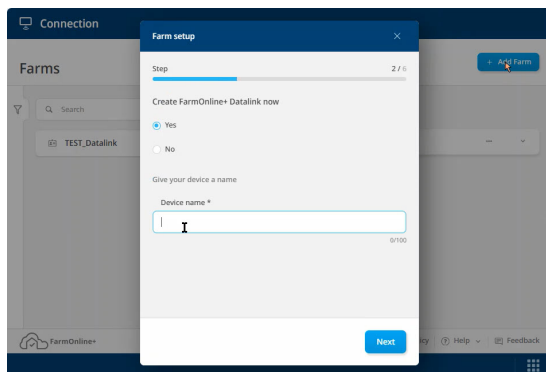 Connection
Farms
+ Add Farm
Search
TEST_Datalink
Farm setup
Step
2 / 6
Create FarmOnline+ Datalink now
Yes
No
Give your device a name
Device name *
0/100
Next
FarmOnline+
cy
Help
Feedback